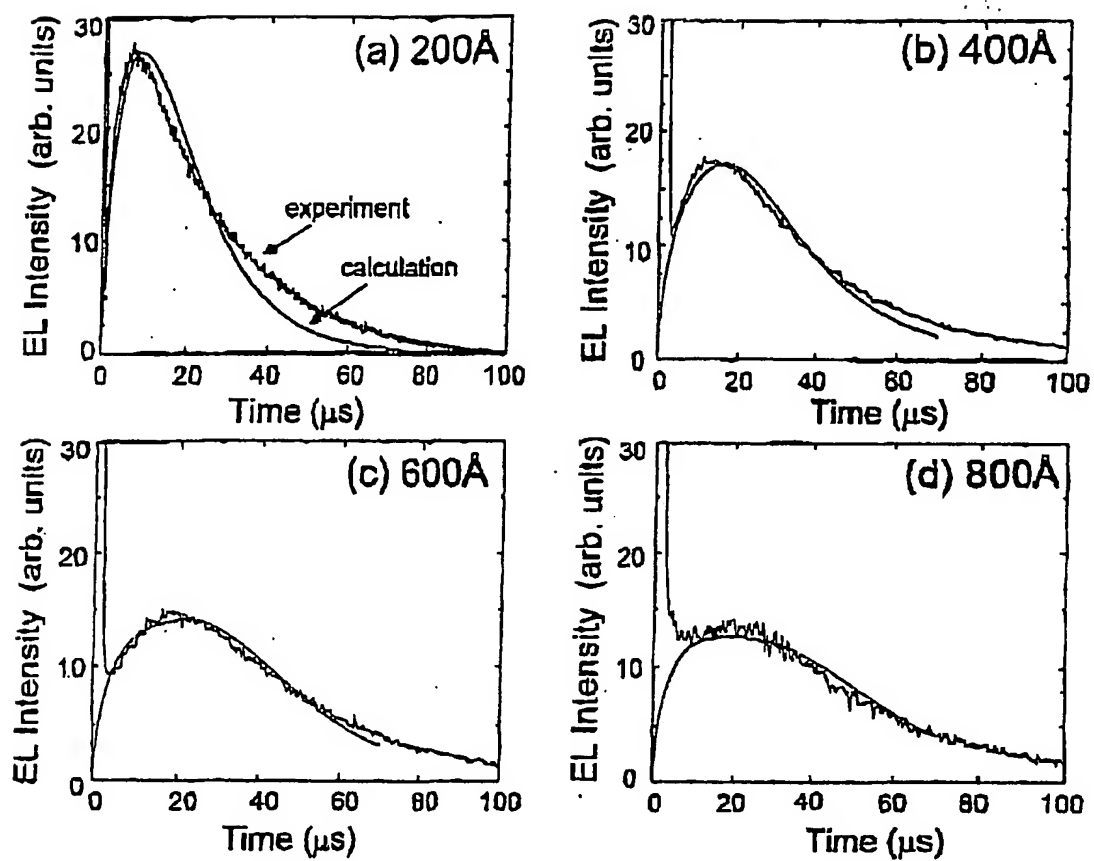 (a) 200Å
30
20
10
0
EL Intensity (arb. units)
experiment
calculation
0 20 40 60 80 100
Time (μs)
(b) 400Å
30
20
10
0
EL Intensity (arb. units)
0 20 40 60 80 100
Time (μs)
(c) 600Å
30
20
10
0
EL Intensity (arb. units)
0 20 40 60 80 100
Time (μs)
(d) 800Å
30
20
10
0
EL Intensity (arb. units)
0 20 40 60 80 100
Time (μs)